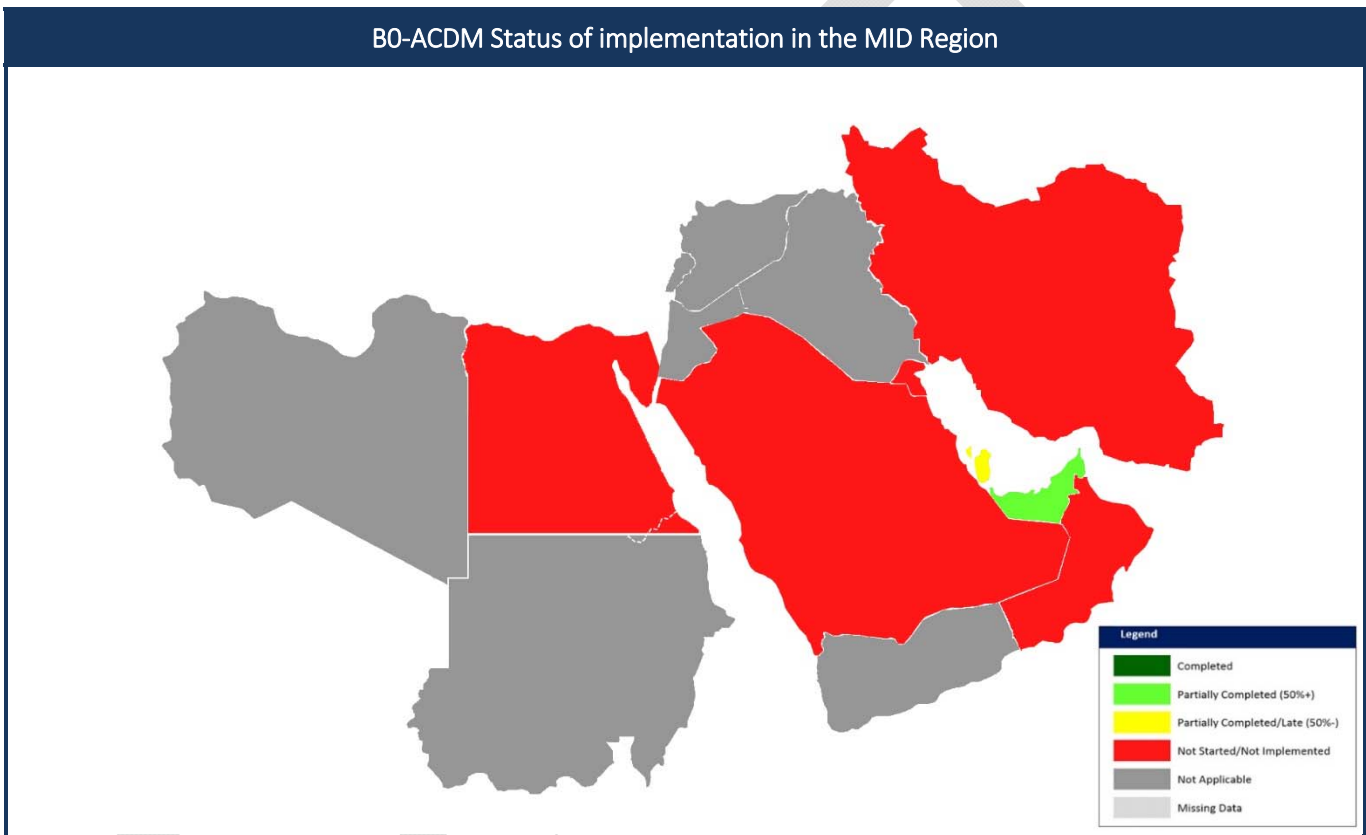 B0-ACDM Status of implementation in the MID Region
Legend
Completed
Partially Completed (50%+)
Partially Completed/Late (50%-)
Not Started/Not Implemented
Not Applicable
Missing Data